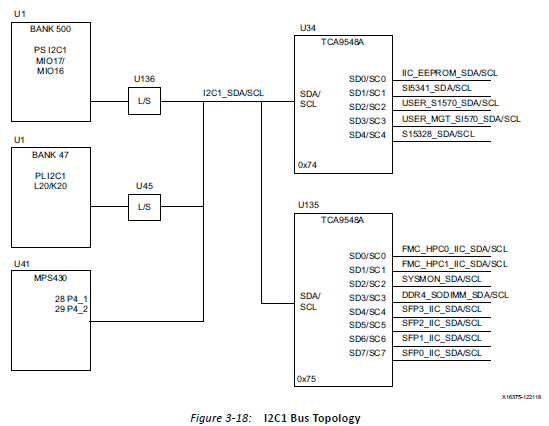 U1
BANK 500
PS I2C1
MIO17/
MIO16
U136
L/S
I2C1_SDA/SCL
U34
TCA9548A
SDA/
SCL
SD0/SC0
SD1/SC1
SD2/SC2
SD3/SC3
SD4/SC4
0x74
IIC_EEPROM_SDA/SCL
SI5341_SDA/SCL
USER_S1570_SDA/SCL
USER_MGT_SI570_SDA/SCL
S15328_SDA/SCL
U1
BANK 47
PL I2C1
L20/K20
U45
L/S
U41
MPS430
28 P4_1
29 P4_2
U135
TCA9548A
SDA/
SCL
SD0/SC0
SD1/SC1
SD2/SC2
SD3/SC3
SD4/SC4
SD5/SC5
SD6/SC6
SD7/SC7
0x75
FMC_HPC0_IIC_SDA/SCL
FMC_HPC1_IIC_SDA/SCL
SYSMON_SDA/SCL
DDR4_SODIMM_SDA/SCL
SFP3_IIC_SDA/SCL
SFP2_IIC_SDA/SCL
SFP1_IIC_SDA/SCL
SFP0_IIC_SDA/SCL
X16375-122118
Figure 3-18: I2C1 Bus Topology